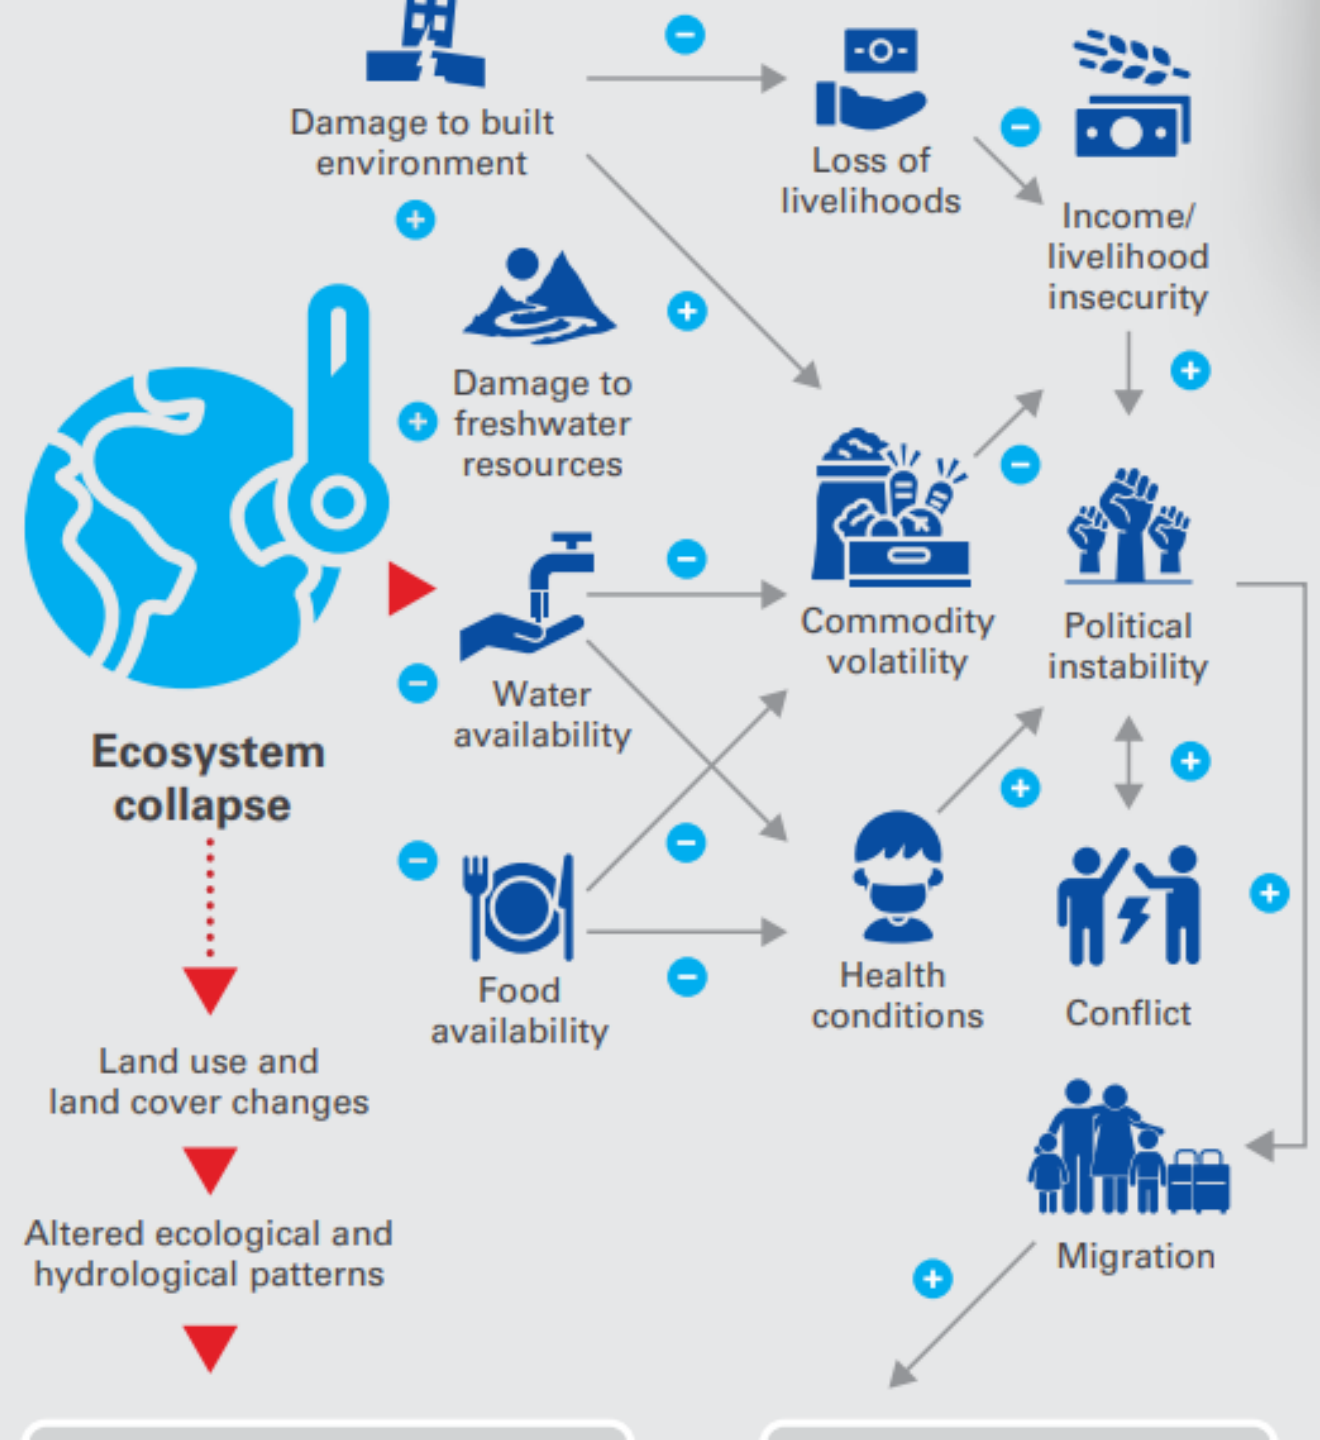 Damage to built
environment
Loss of
livelihoods
Income/
livelihood
insecurity
Damage to
freshwater
resources
Commodity
volatility
Political
instability
Water
availability
Ecosystem
collapse
Food
availability
Health
conditions
Conflict
Land use and
land cover changes
Altered ecological and
hydrological patterns
Migration